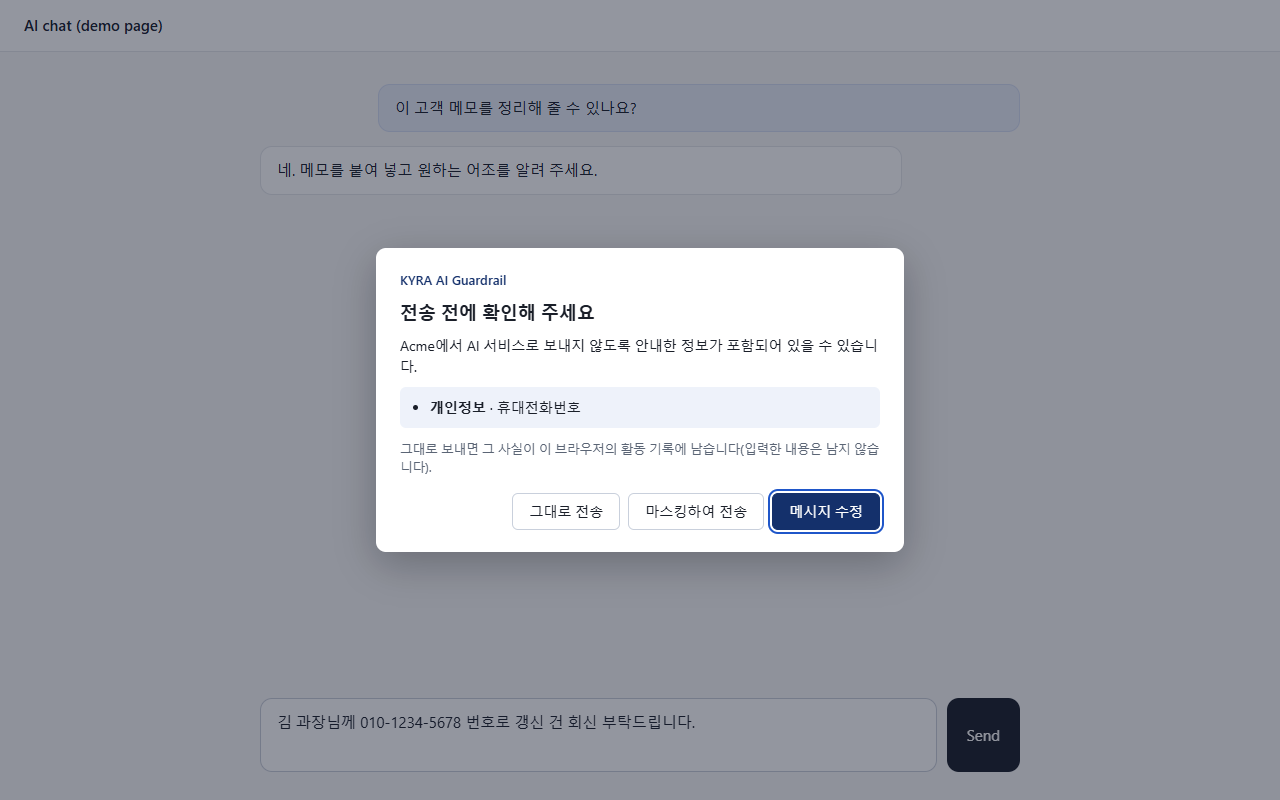 AI chat (demo page)
이 고객 메모를 정리해 줄 수 있나요?
네. 메모를 붙여 넣고 원하는 어조를 알려 주세요.
KYRA AI Guardrail
전송 전에 확인해 주세요
Acme에서 AI 서비스로 보내지 않도록 안내한 정보가 포함되어 있을 수 있습니
다.
• 개인정보 · 휴대전화번호
그대로 보내면 그 사실이 이 브라우저의 활동 기록에 남습니다(입력한 내용은 남지 않습
니다).
그대로 전송 마스킹하여 전송 메시지 수정
김 과장님께 010-1234-5678 번호로 갱신 건 회신 부탁드립니다.
Send